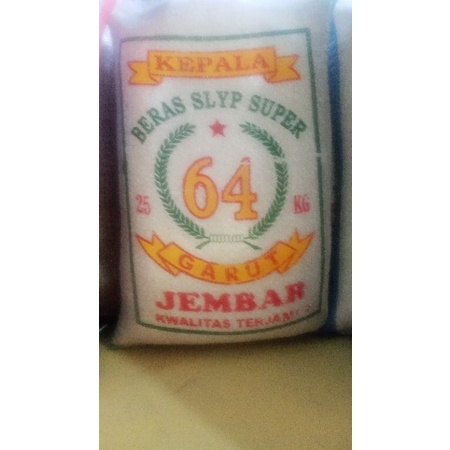 KEPALA
BERAS SLYP SUPER
25 64 KG
GARUT
JEMBAR
KWALITAS